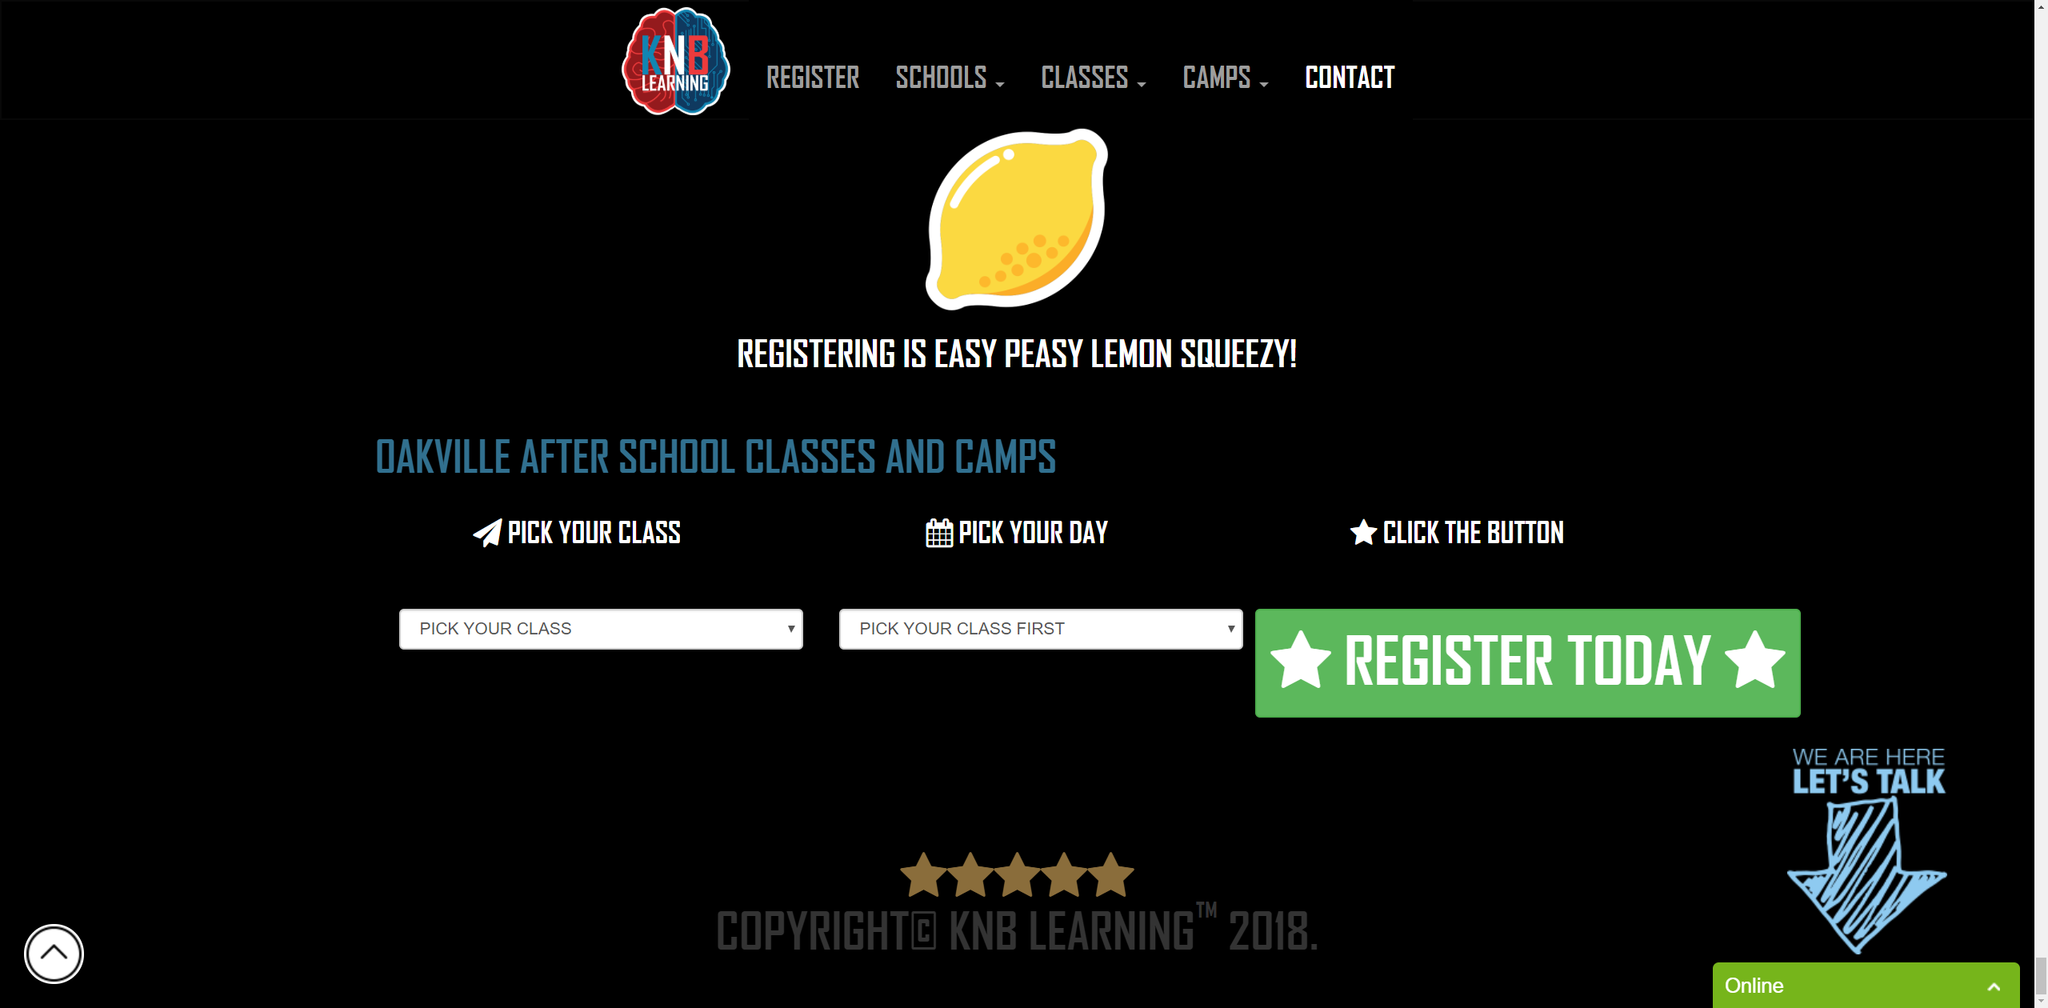 KNB
LEARNING
REGISTER
SCHOOLS
CLASSES
CAMPS
CONTACT
REGISTERING IS EASY PEASY LEMON SQUEEZY!
OAKVILLE AFTER SCHOOL CLASSES AND CAMPS
PICK YOUR CLASS
PICK YOUR DAY
CLICK THE BUTTON
PICK YOUR CLASS
PICK YOUR CLASS FIRST
REGISTER TODAY
WE ARE HERE
LET'S TALK
COPYRIGHT© KNB LEARNING™ 2018.
Online